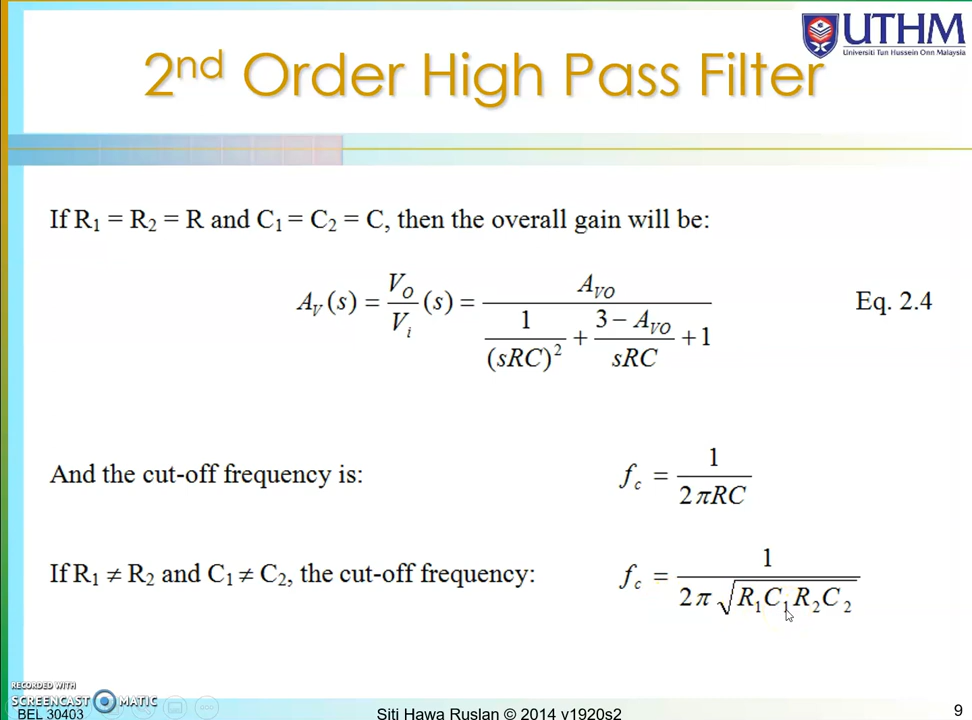 UTHM
Universiti Tun Hussein Onn Malaysia
2nd Order High Pass Filter
If R₁ = R₂ = R and C₁ = C₂ = C, then the overall gain will be:
A_V(s) = V_O/V_i (s) = A_VO / (1/(sRC)² + (3 − A_VO)/sRC + 1) Eq. 2.4
And the cut-off frequency is: f_c = 1/(2πRC)
If R₁ ≠ R₂ and C₁ ≠ C₂, the cut-off frequency: f_c = 1/(2π√(R₁C₁R₂C₂))
RECORDED WITH
SCREENCAST MATIC
BEL 30403 Siti Hawa Ruslan © 2014 v1920s2 9